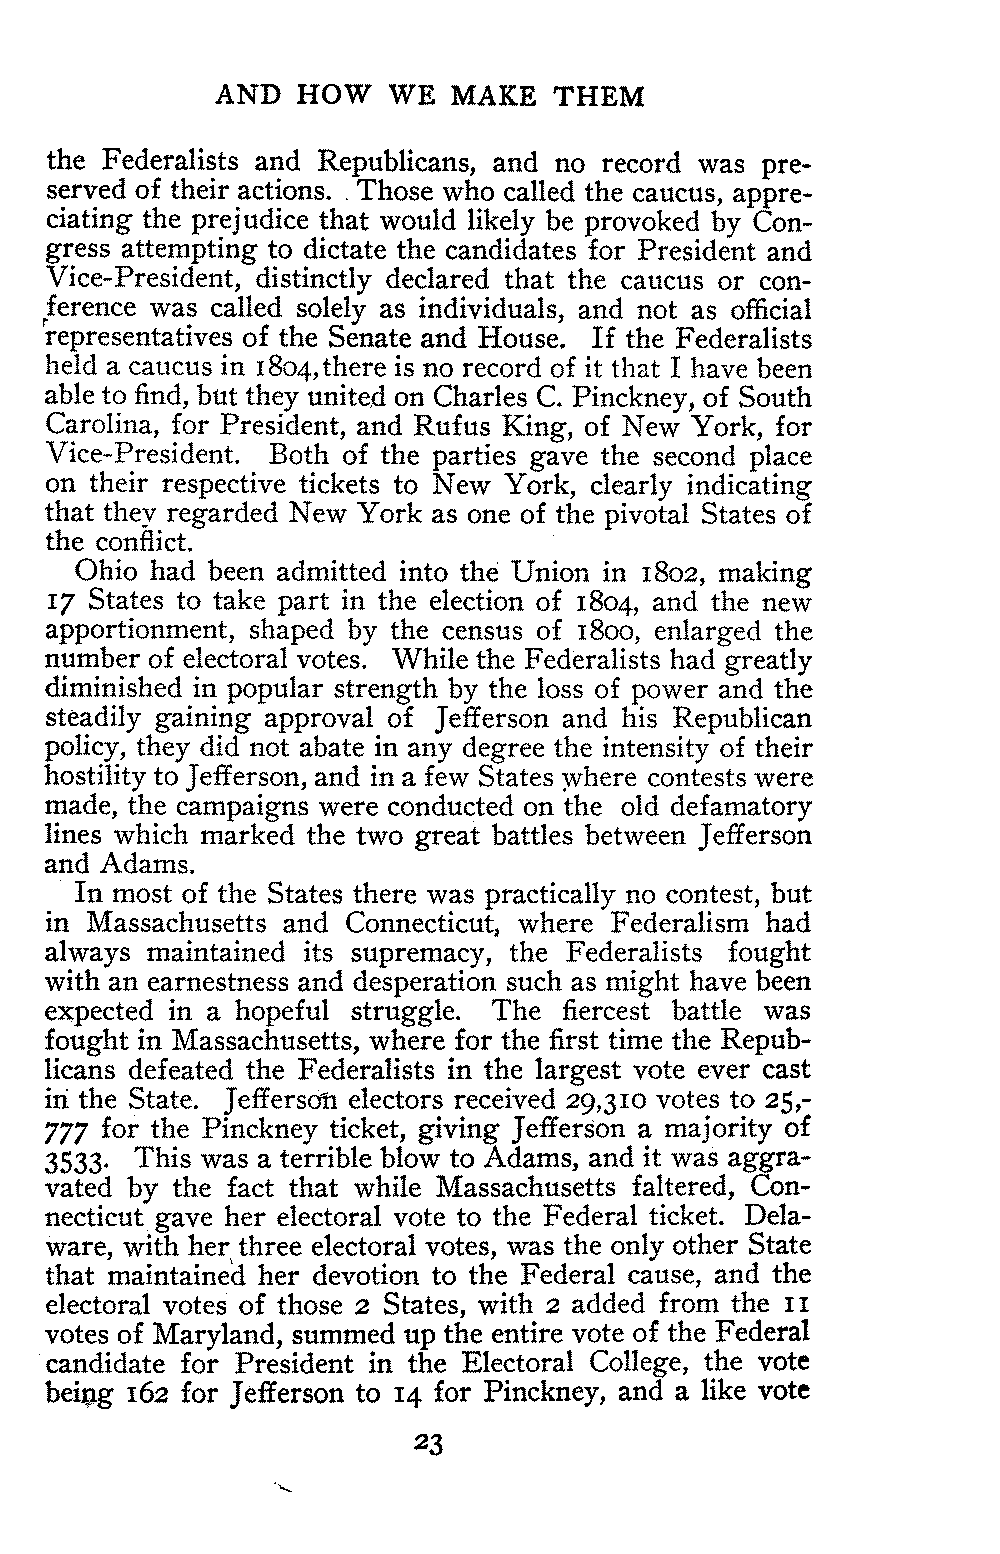 AND HOW WE MAKE THEM
the Federalists and Republicans, and no record was pre-
served of their actions. Those who called the caucus, appre-
ciating the prejudice that would likely be provoked by Con-
gress attempting to dictate the candidates for President and
Vice-President, distinctly declared that the caucus or con-
ference was called solely as individuals, and not as official
representatives of the Senate and House. If the Federalists
held a caucus in 1804, there is no record of it that I have been
able to find, but they united on Charles C. Pinckney, of South
Carolina, for President, and Rufus King, of New York, for
Vice-President. Both of the parties gave the second place
on their respective tickets to New York, clearly indicating
that they regarded New York as one of the pivotal States of
the conflict.
Ohio had been admitted into the Union in 1802, making
17 States to take part in the election of 1804, and the new
apportionment, shaped by the census of 1800, enlarged the
number of electoral votes. While the Federalists had greatly
diminished in popular strength by the loss of power and the
steadily gaining approval of Jefferson and his Republican
policy, they did not abate in any degree the intensity of their
hostility to Jefferson, and in a few States where contests were
made, the campaigns were conducted on the old defamatory
lines which marked the two great battles between Jefferson
and Adams.
In most of the States there was practically no contest, but
in Massachusetts and Connecticut, where Federalism had
always maintained its supremacy, the Federalists fought
with an earnestness and desperation such as might have been
expected in a hopeful struggle. The fiercest battle was
fought in Massachusetts, where for the first time the Repub-
licans defeated the Federalists in the largest vote ever cast
in the State. Jefferson electors received 29,310 votes to 25,-
777 for the Pinckney ticket, giving Jefferson a majority of
3533. This was a terrible blow to Adams, and it was aggra-
vated by the fact that while Massachusetts faltered, Con-
necticut gave her electoral vote to the Federal ticket. Dela-
ware, with her three electoral votes, was the only other State
that maintained her devotion to the Federal cause, and the
electoral votes of those 2 States, with 2 added from the 11
votes of Maryland, summed up the entire vote of the Federal
candidate for President in the Electoral College, the vote
being 162 for Jefferson to 14 for Pinckney, and a like vote
23